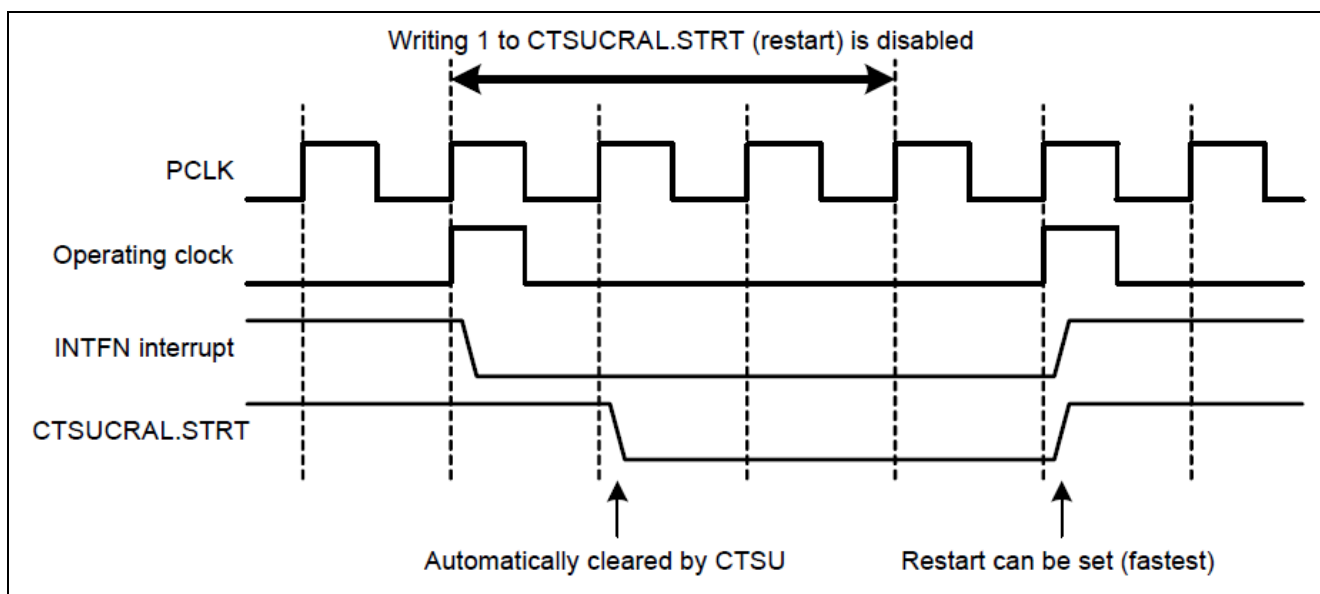 Writing 1 to CTSUCRAL.STRT (restart) is disabled
PCLK
Operating clock
INTFN interrupt
CTSUCRAL.STRT
Automatically cleared by CTSU
Restart can be set (fastest)